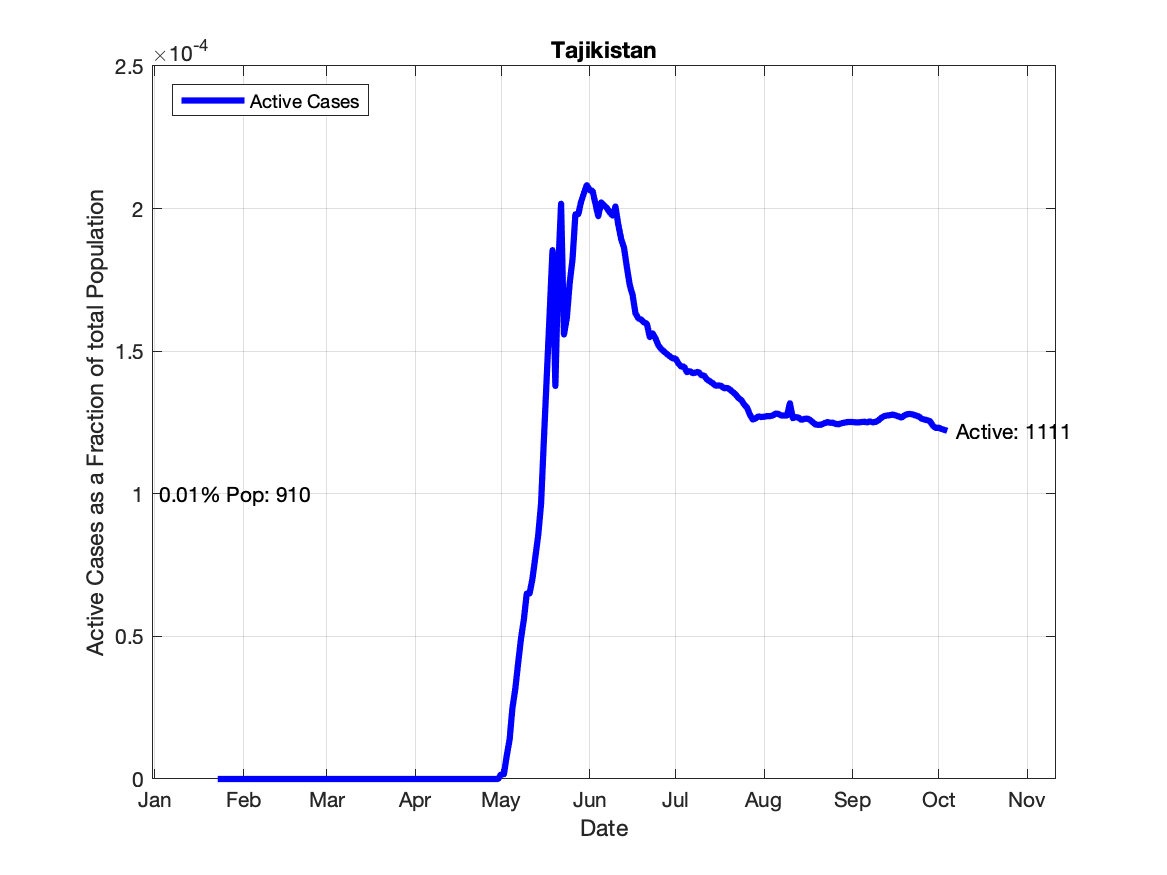 Tajikistan
×10-4
2.5
2
1.5
1
0.5
0
Active Cases
0.01% Pop: 910
Active: 1111
Active Cases as a Fraction of total Population
Jan Feb Mar Apr May Jun Jul Aug Sep Oct Nov
Date